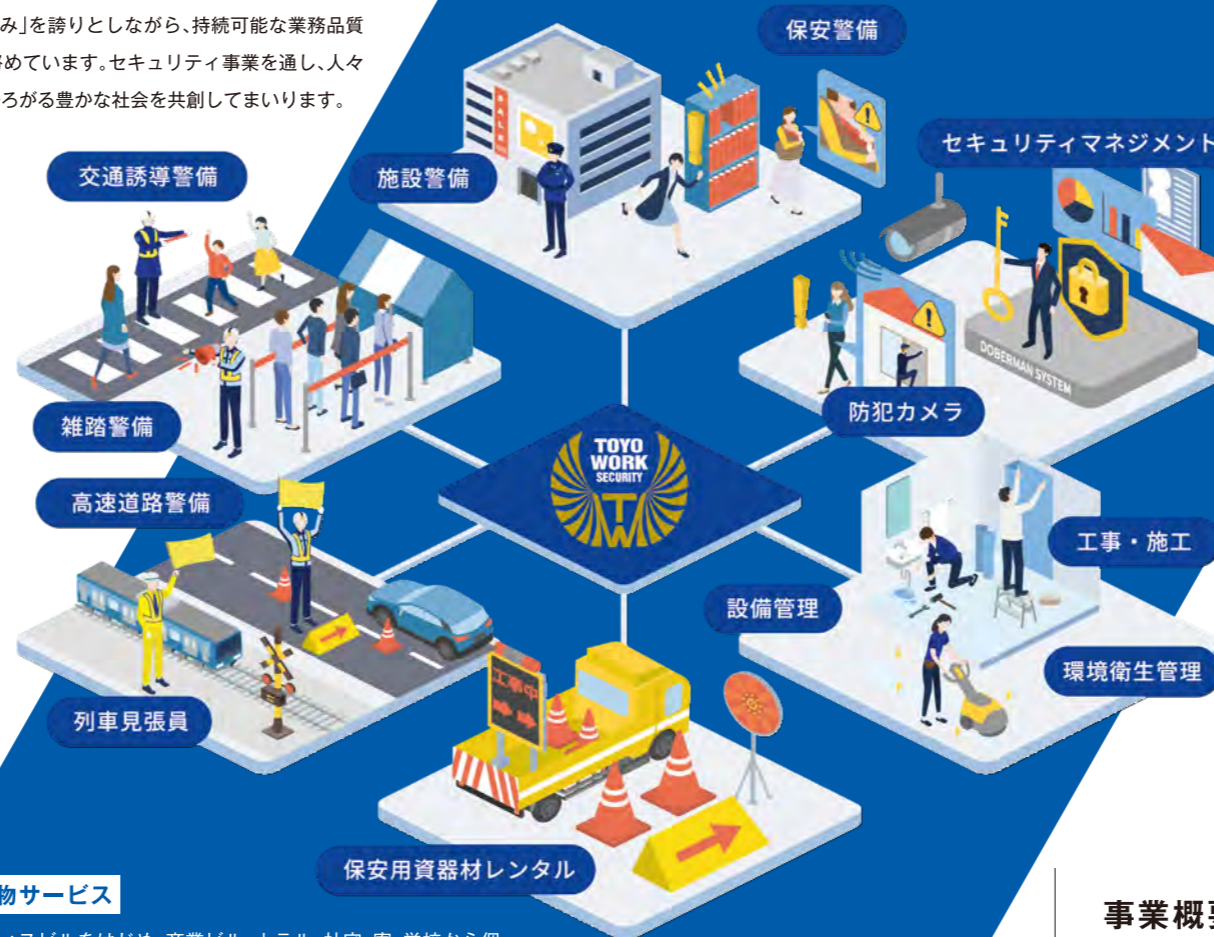 み」を誇りとしながら、持続可能な業務品質
めています。セキュリティ事業を通し、人々
ろがる豊かな社会を共創してまいります。
保安警備
セキュリティマネジメント
交通誘導警備
施設警備
SALE
DOBERMAN SYSTEM
防犯カメラ
雑踏警備
TOYO
WORK
SECURITY
TW
高速道路警備
工事・施工
設備管理
環境衛生管理
列車見張員
工事中
保安用資器材レンタル
物サービス
事業概要